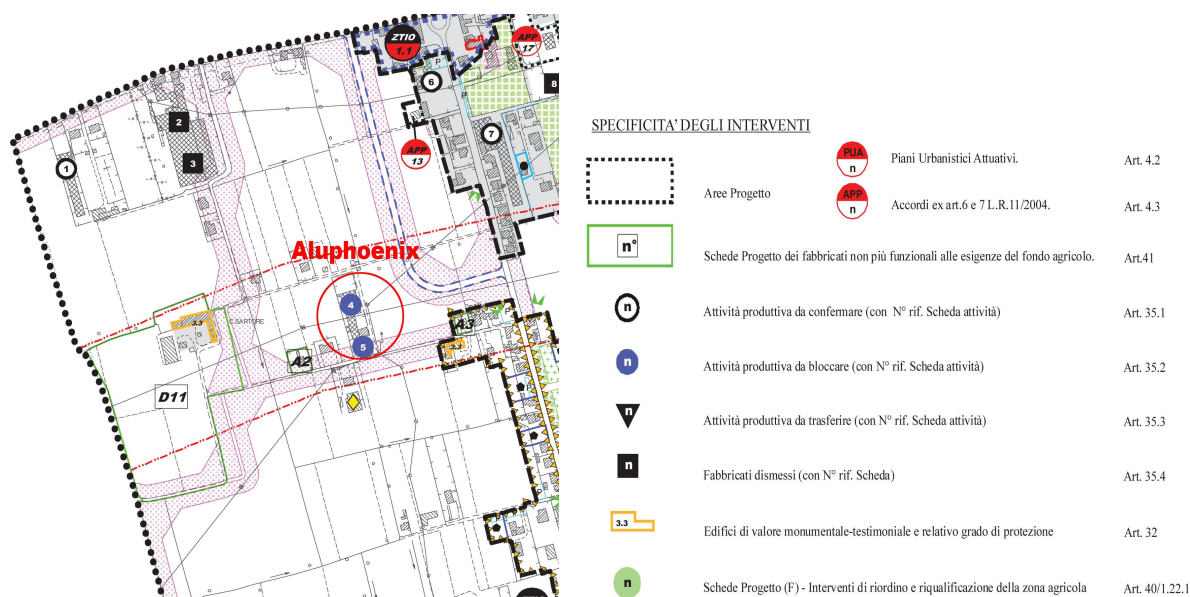 ZTIO
1.1
APP
17
P
6
P
8
2
7
APP
13
3
1
Aluphoenix
4
3.3
C.SARTORE
5
A3
P
3.3
A2
D11
SPECIFICITA' DEGLI INTERVENTI
Aree Progetto
PUA
n
Piani Urbanistici Attuativi.
Art. 4.2
APP
n
Accordi ex art.6 e 7 L.R.11/2004.
Art. 4.3
n°
Schede Progetto dei fabbricati non più funzionali alle esigenze del fondo agricolo.
Art.41
n
Attività produttiva da confermare (con N° rif. Scheda attività)
Art. 35.1
n
Attività produttiva da bloccare (con N° rif. Scheda attività)
Art. 35.2
n
Attività produttiva da trasferire (con N° rif. Scheda attività)
Art. 35.3
n
Fabbricati dismessi (con N° rif. Scheda)
Art. 35.4
3.3
Edifici di valore monumentale-testimoniale e relativo grado di protezione
Art. 32
n
Schede Progetto (F) - Interventi di riordino e riqualificazione della zona agricola
Art. 40/1.22.1